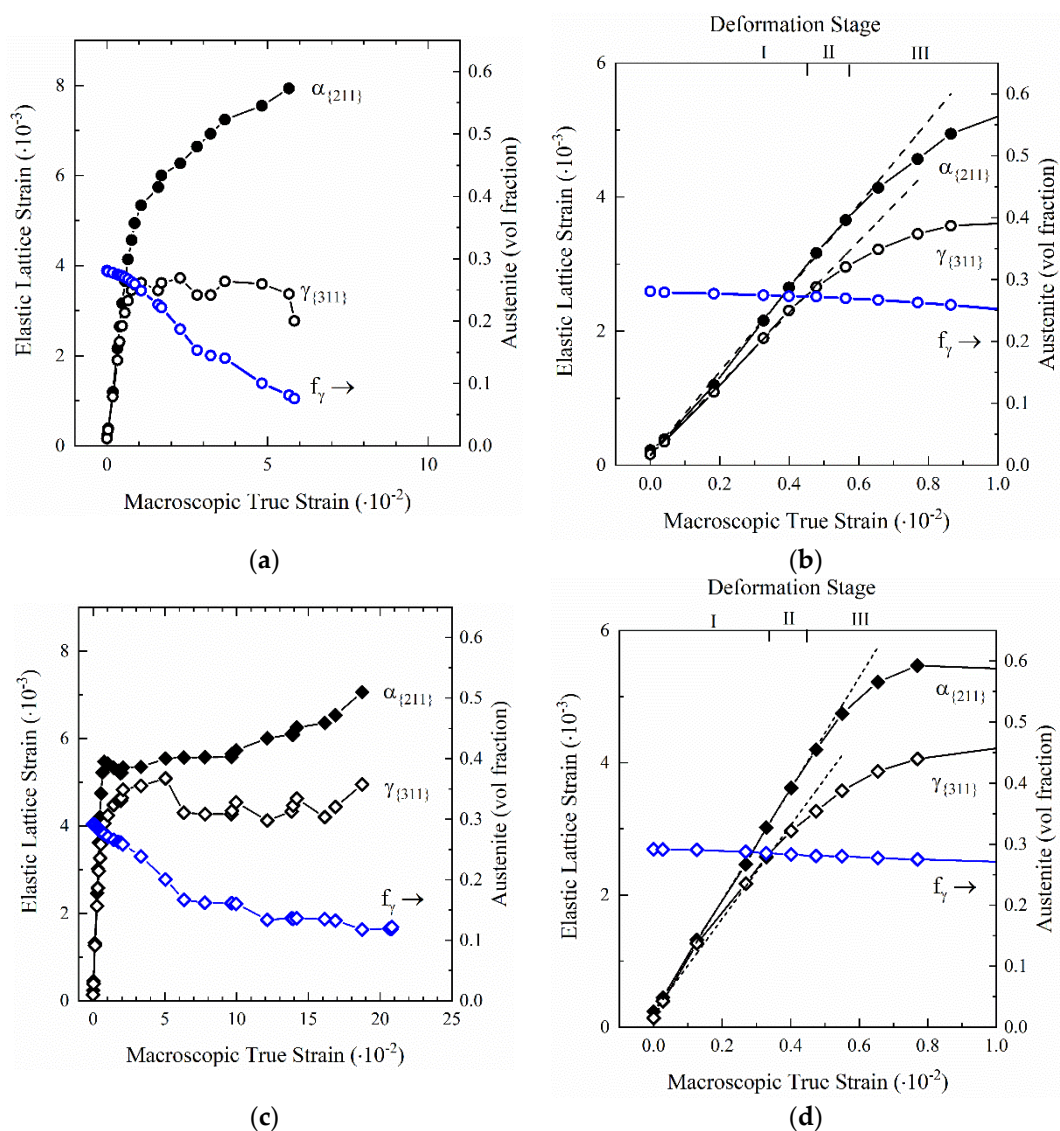 8
6
4
2
0
Elastic Lattice Strain (·10⁻³)
0.6
0.5
0.4
0.3
0.2
0.1
0.0
Austenite (vol fraction)
α{211}
γ{311}
fγ →
0 5 10
Macroscopic True Strain (·10⁻²)
(a)
Deformation Stage
I II III
6
5
4
3
2
1
0
Elastic Lattice Strain (·10⁻³)
0.6
0.5
0.4
0.3
0.2
0.1
0.0
Austenite (vol fraction)
α{211}
γ{311}
fγ →
0.0 0.2 0.4 0.6 0.8 1.0
Macroscopic True Strain (·10⁻²)
(b)
8
6
4
2
0
Elastic Lattice Strain (·10⁻³)
0.6
0.5
0.4
0.3
0.2
0.1
0.0
Austenite (vol fraction)
α{211}
γ{311}
fγ →
0 5 10 15 20 25
Macroscopic True Strain (·10⁻²)
(c)
Deformation Stage
I II III
6
4
2
0
Elastic Lattice Strain (·10⁻³)
0.6
0.5
0.4
0.3
0.2
0.1
0.0
Austenite (vol fraction)
α{211}
γ{311}
fγ →
0.0 0.2 0.4 0.6 0.8 1.0
Macroscopic True Strain (·10⁻²)
(d)